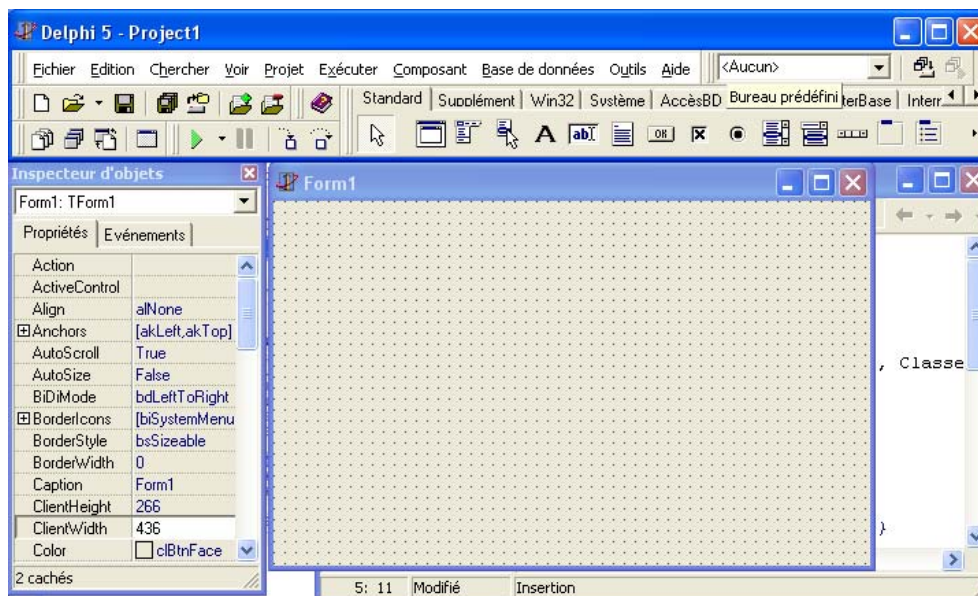 Delphi 5 - Project1
Fichier Edition Chercher Voir Projet Exécuter Composant Base de données Outils Aide <Aucun>
Standard Supplément Win32 Système AccèsBD Bureau prédéfini terBase Interr
OK
Inspecteur d'objets
Form1: TForm1
Propriétés Evénements
Action
ActiveControl
Align alNone
Anchors [akLeft,akTop]
AutoScroll True
AutoSize False
BiDiMode bdLeftToRight
BorderIcons [biSystemMenu
BorderStyle bsSizeable
BorderWidth 0
Caption Form1
ClientHeight 266
ClientWidth 436
Color clBtnFace
2 cachés
Form1
, Classe
}
5: 11 Modifié Insertion